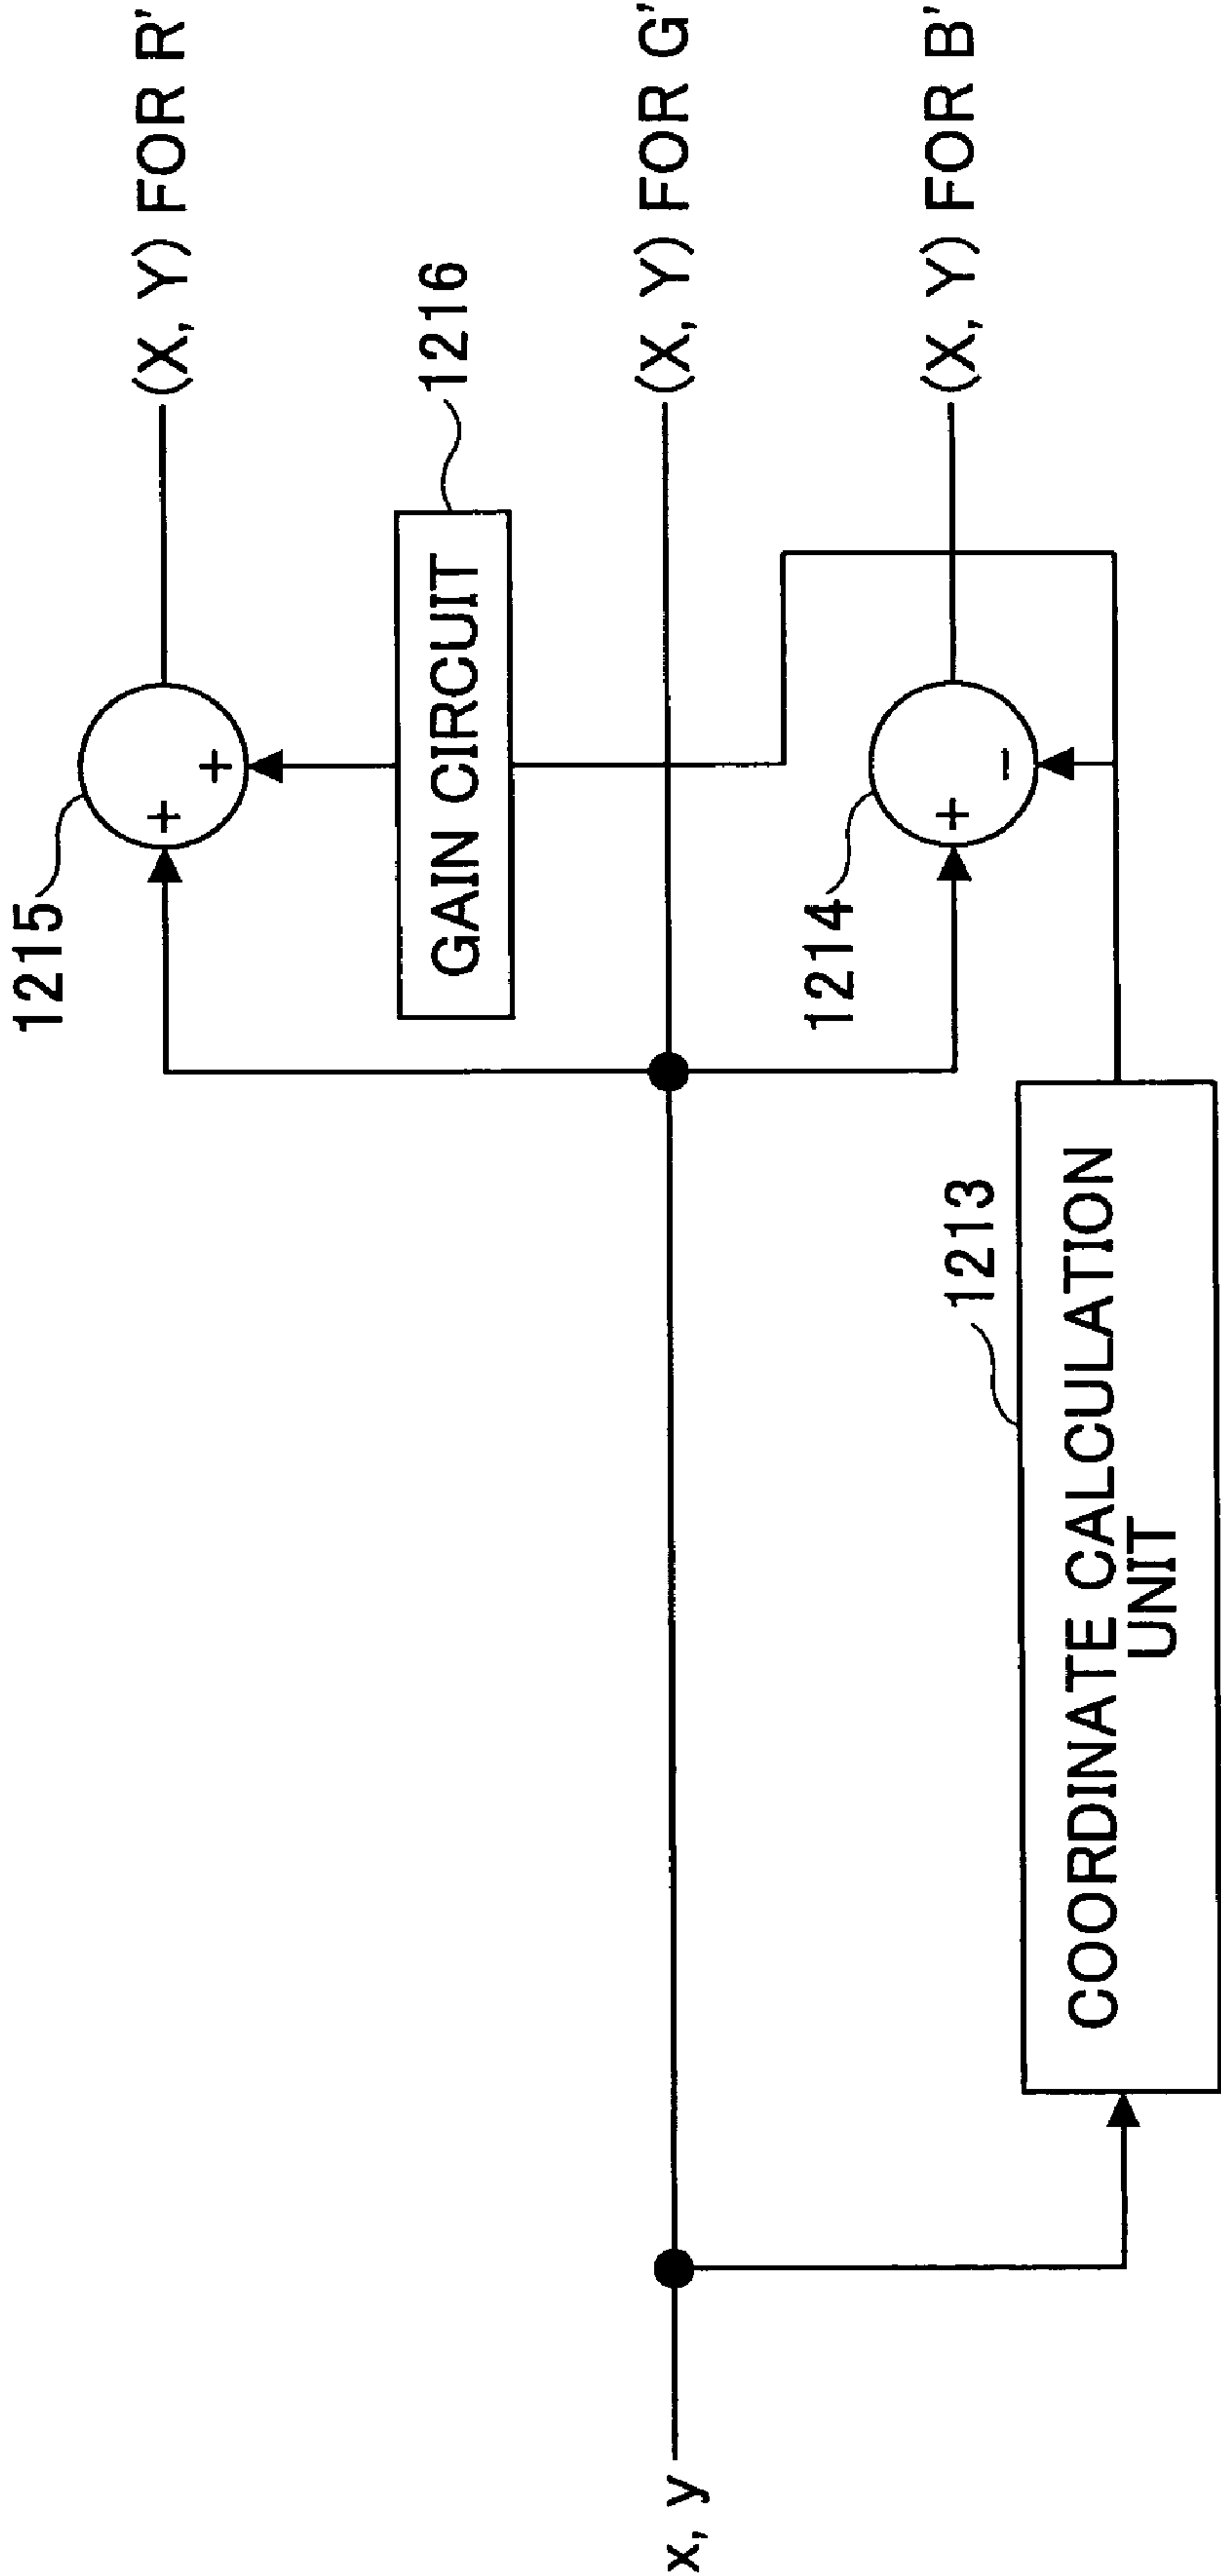 1215
+
+
(X, Y) FOR R'
GAIN CIRCUIT
1216
x, y
(X, Y) FOR G'
1214
+
-
(X, Y) FOR B'
1213
COORDINATE CALCULATION
UNIT